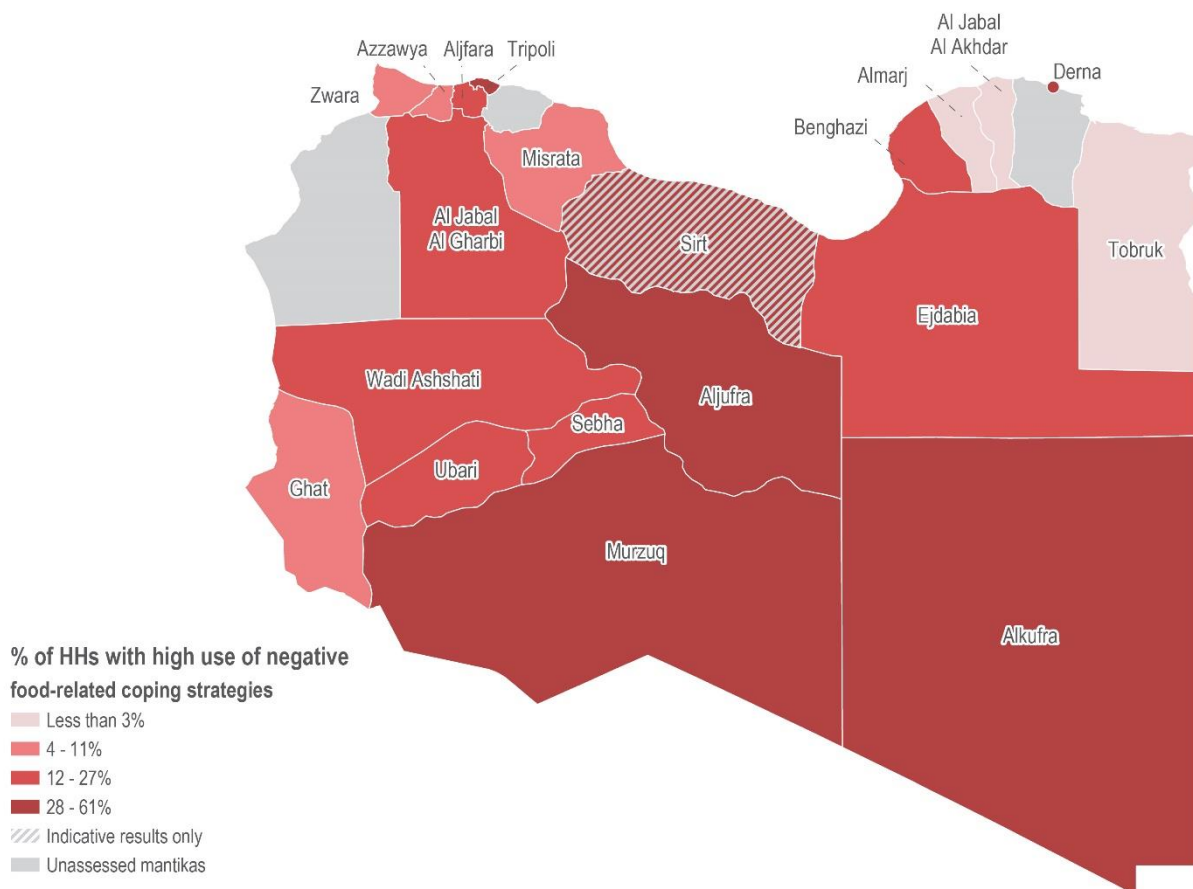 Al Jabal
Al Akhdar
Azzawya
Aljfara
Tripoli
Derna
Almarj
Zwara
Benghazi
Misrata
Al Jabal
Al Gharbi
Sirt
Tobruk
Ejdabia
Wadi Ashshati
Aljufra
Sebha
Ubari
Ghat
Murzuq
Alkufra
% of HHs with high use of negative
food-related coping strategies
Less than 3%
4 - 11%
12 - 27%
28 - 61%
Indicative results only
Unassessed mantikas